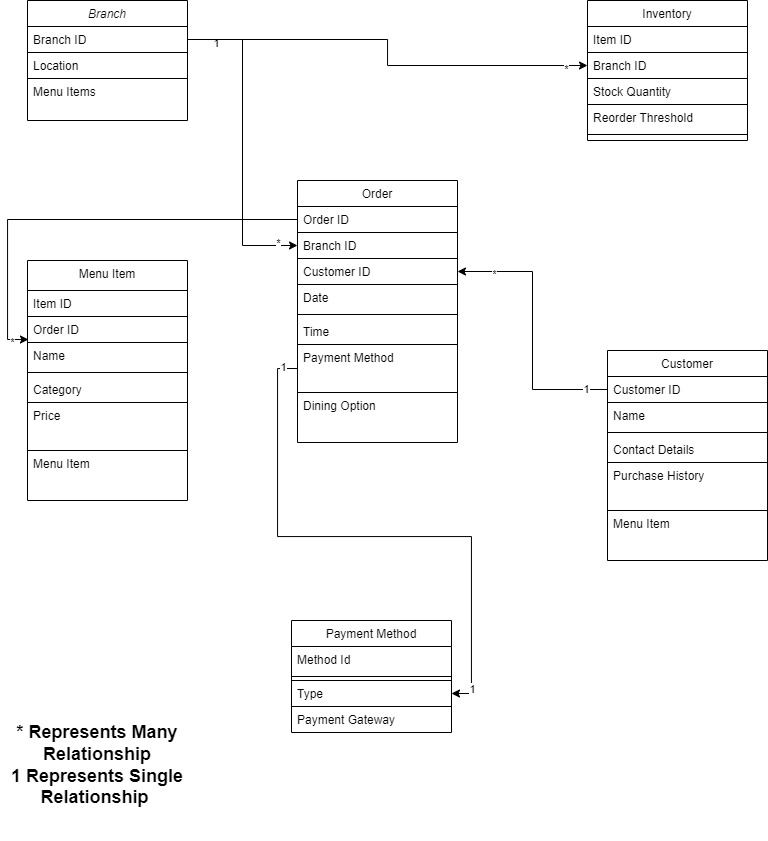 Branch
Branch ID
Location
Menu Items
1
*
Inventory
Item ID
Branch ID
Stock Quantity
Reorder Threshold
Order
Order ID
Branch ID
Customer ID
Date
Time
Payment Method
Dining Option
*
*
1
Menu Item
Item ID
Order ID
Name
Category
Price
Menu Item
*
Customer
Customer ID
Name
Contact Details
Purchase History
Menu Item
1
Payment Method
Method Id
Type
Payment Gateway
1
* Represents Many
Relationship
1 Represents Single
Relationship